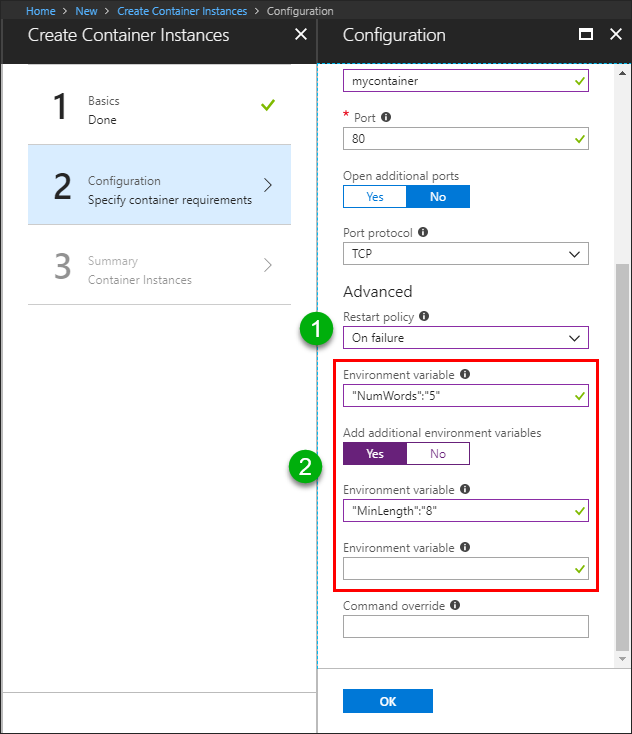 Home > New > Create Container Instances > Configuration
Create Container Instances
1
Basics
Done
2
Configuration
Specify container requirements
3
Summary
Container Instances
Configuration
mycontainer
* Port
80
Open additional ports
Yes No
Port protocol
TCP
Advanced
1
Restart policy
On failure
Environment variable
"NumWords":"5"
Add additional environment variables
2
Yes No
Environment variable
"MinLength":"8"
Environment variable
Command override
OK